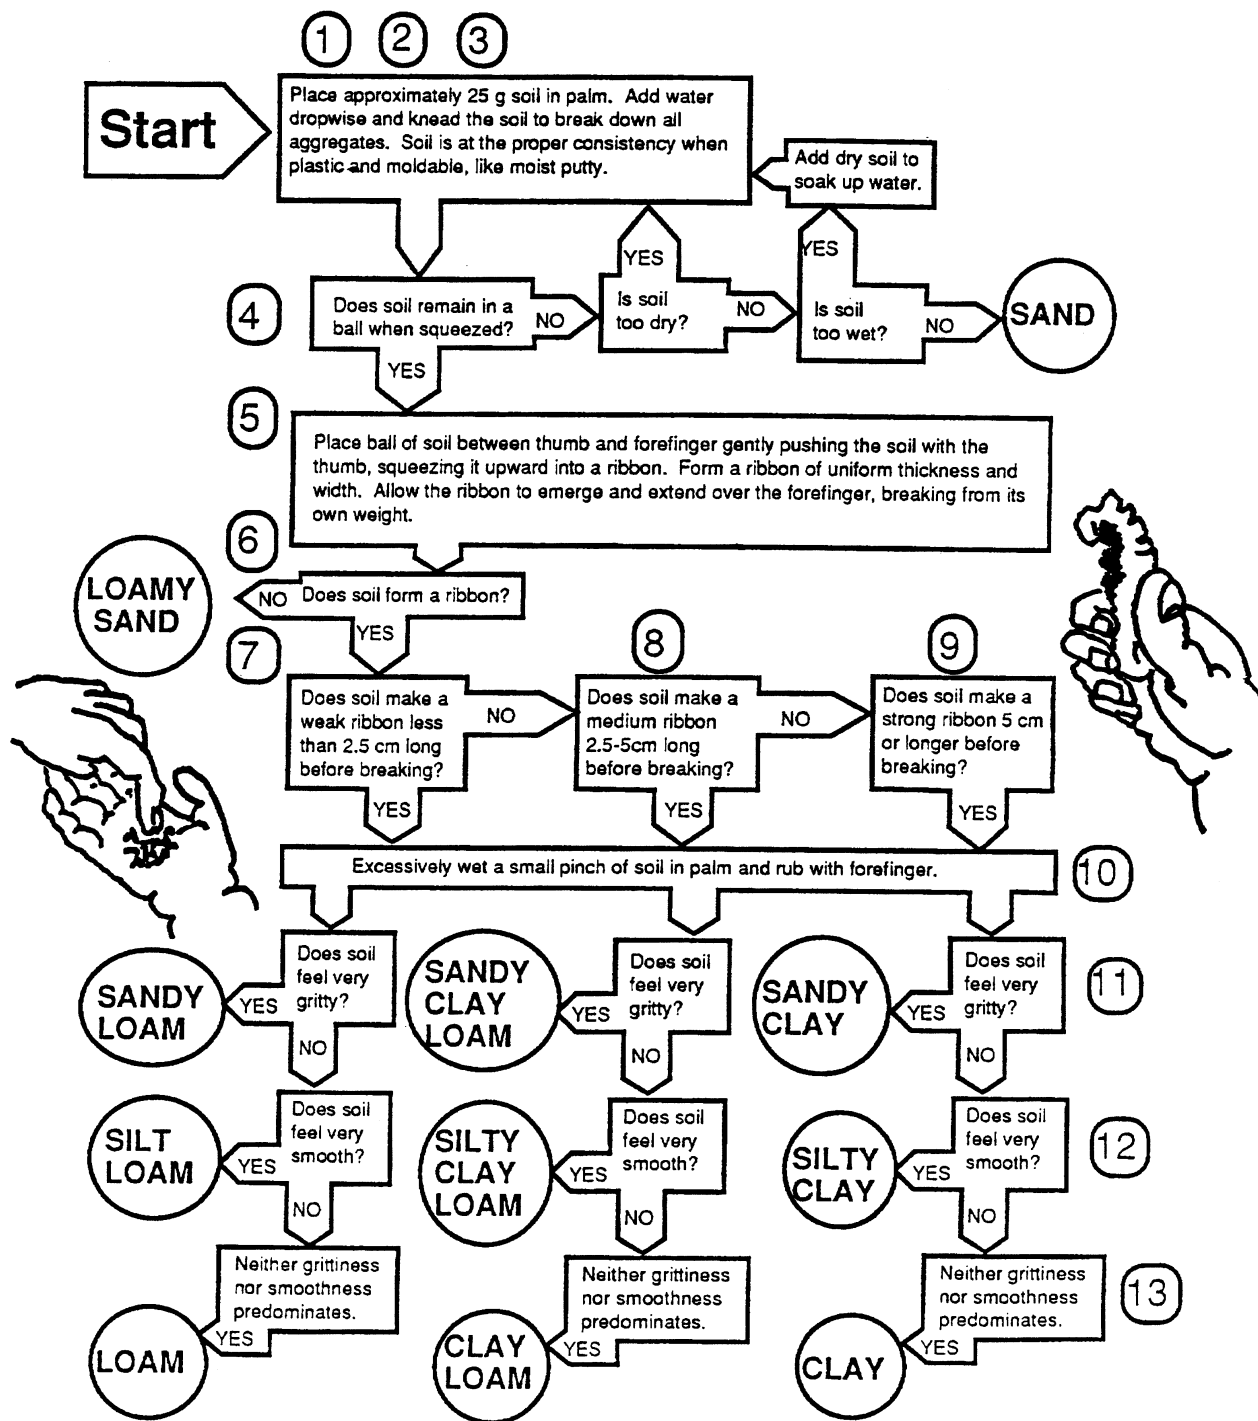 1 2 3
Start
Place approximately 25 g soil in palm. Add water
dropwise and knead the soil to break down all
aggregates. Soil is at the proper consistency when
plastic and moldable, like moist putty.
Add dry soil to
soak up water.
YES
YES
4
Does soil remain in a
ball when squeezed?
NO
Is soil
too dry?
NO
Is soil
too wet?
NO
SAND
YES
5
Place ball of soil between thumb and forefinger gently pushing the soil with the
thumb, squeezing it upward into a ribbon. Form a ribbon of uniform thickness and
width. Allow the ribbon to emerge and extend over the forefinger, breaking from its
own weight.
6
LOAMY
SAND
NO
Does soil form a ribbon?
YES
7
8
9
Does soil make a
weak ribbon less
than 2.5 cm long
before breaking?
NO
Does soil make a
medium ribbon
2.5-5cm long
before breaking?
NO
Does soil make a
strong ribbon 5 cm
or longer before
breaking?
YES
YES
YES
Excessively wet a small pinch of soil in palm and rub with forefinger.
10
SANDY
LOAM
YES
Does soil
feel very
gritty?
NO
SANDY
CLAY
LOAM
YES
Does soil
feel very
gritty?
NO
SANDY
CLAY
YES
Does soil
feel very
gritty?
NO
11
SILT
LOAM
YES
Does soil
feel very
smooth?
NO
SILTY
CLAY
LOAM
YES
Does soil
feel very
smooth?
NO
SILTY
CLAY
YES
Does soil
feel very
smooth?
NO
12
LOAM
YES
Neither grittiness
nor smoothness
predominates.
CLAY
LOAM
YES
Neither grittiness
nor smoothness
predominates.
CLAY
YES
Neither grittiness
nor smoothness
predominates.
13